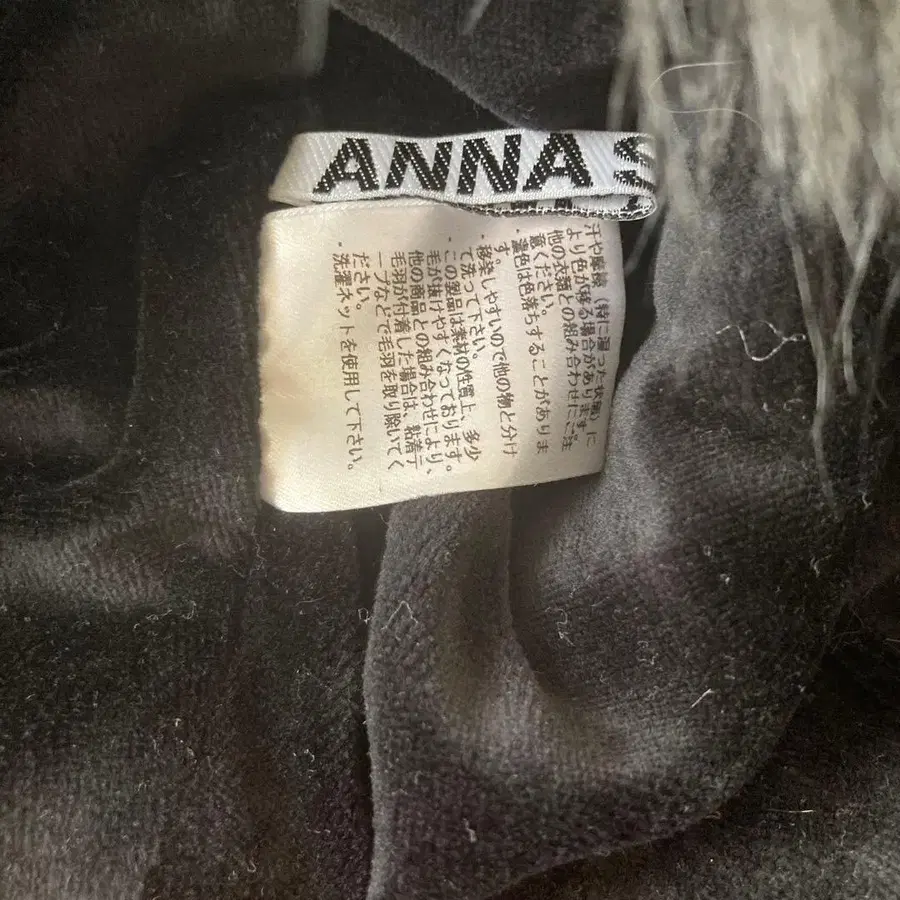 ANNA S
汗や摩擦（特に湿った状態）に
より色が移る場合があります。
他の衣類との組み合わせにご注
意ください。
・濃色は色落ちすることがありま
す。
移染しやすいので他の物と分け
て洗って下さい。
・この製品は素材の性質上、多少
毛が抜けやすくなっております。
他の商品との組み合わせにより、
毛羽が付着した場合は、粘着テ
ープなどで毛羽を取り除いてく
ださい。
・洗濯ネットを使用して下さい。